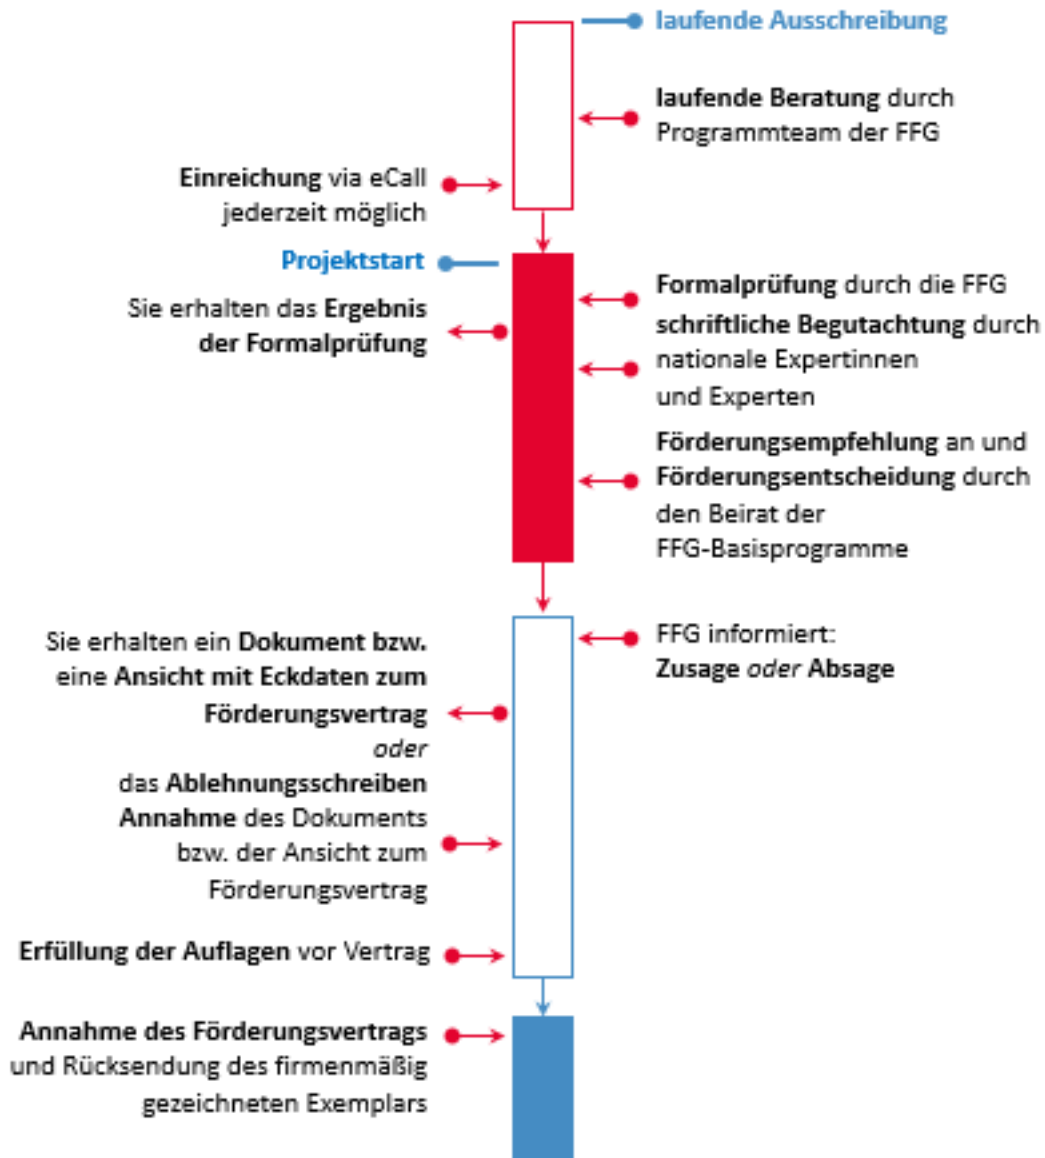 laufende Ausschreibung
laufende Beratung durch
Programmteam der FFG
Einreichung via eCall
jederzeit möglich
Projektstart
Sie erhalten das Ergebnis
der Formalprüfung
Formalprüfung durch die FFG
schriftliche Begutachtung durch
nationale Expertinnen
und Experten
Förderungsempfehlung an und
Förderungsentscheidung durch
den Beirat der
FFG-Basisprogramme
FFG informiert:
Zusage oder Absage
Sie erhalten ein Dokument bzw.
eine Ansicht mit Eckdaten zum
Förderungsvertrag
oder
das Ablehnungsschreiben
Annahme des Dokuments
bzw. der Ansicht zum
Förderungsvertrag
Erfüllung der Auflagen vor Vertrag
Annahme des Förderungsvertrags
und Rücksendung des firmenmäßig
gezeichneten Exemplars